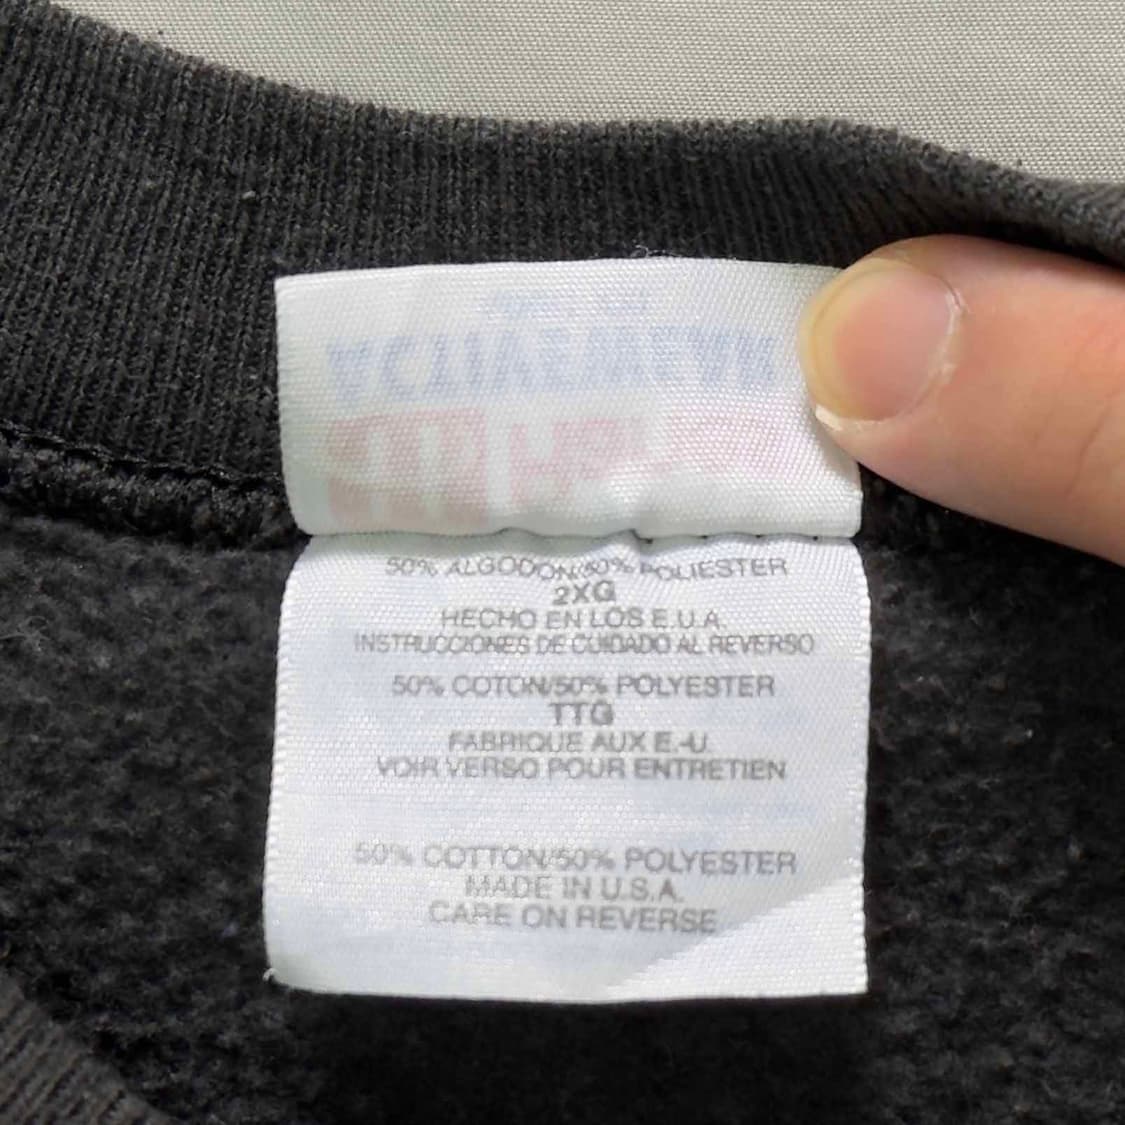 ACTIVEWEAR
50% ALGODON/50% POLIESTER
2XG
HECHO EN LOS E.U.A.
INSTRUCCIONES DE CUIDADO AL REVERSO
50% COTON/50% POLYESTER
TTG
FABRIQUE AUX E.-U.
VOIR VERSO POUR ENTRETIEN
50% COTTON/50% POLYESTER
MADE IN U.S.A.
CARE ON REVERSE